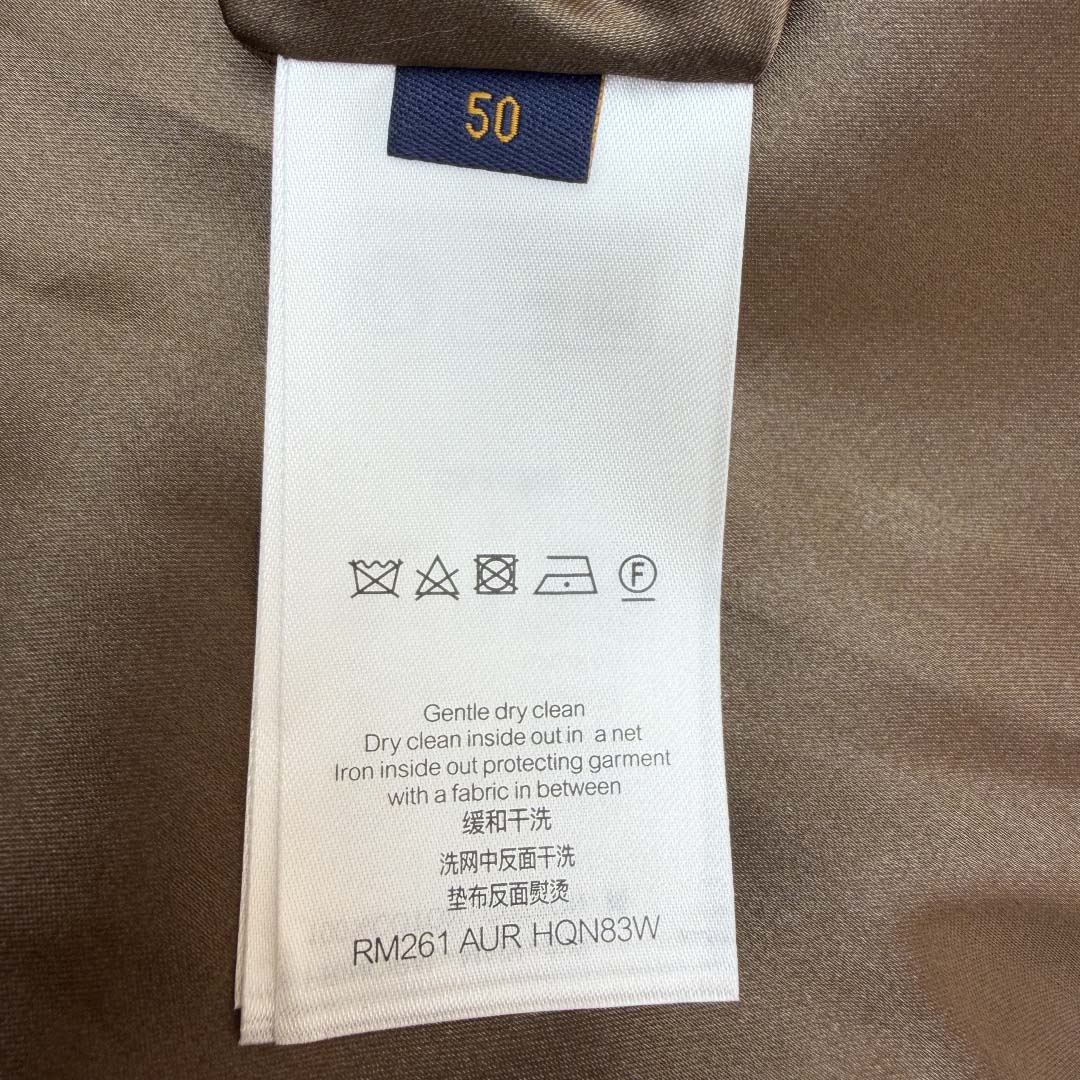 50
F
Gentle dry clean
Dry clean inside out in a net
Iron inside out protecting garment
with a fabric in between
缓和干洗
洗网中反面干洗
垫布反面熨烫
RM261 AUR HQN83W